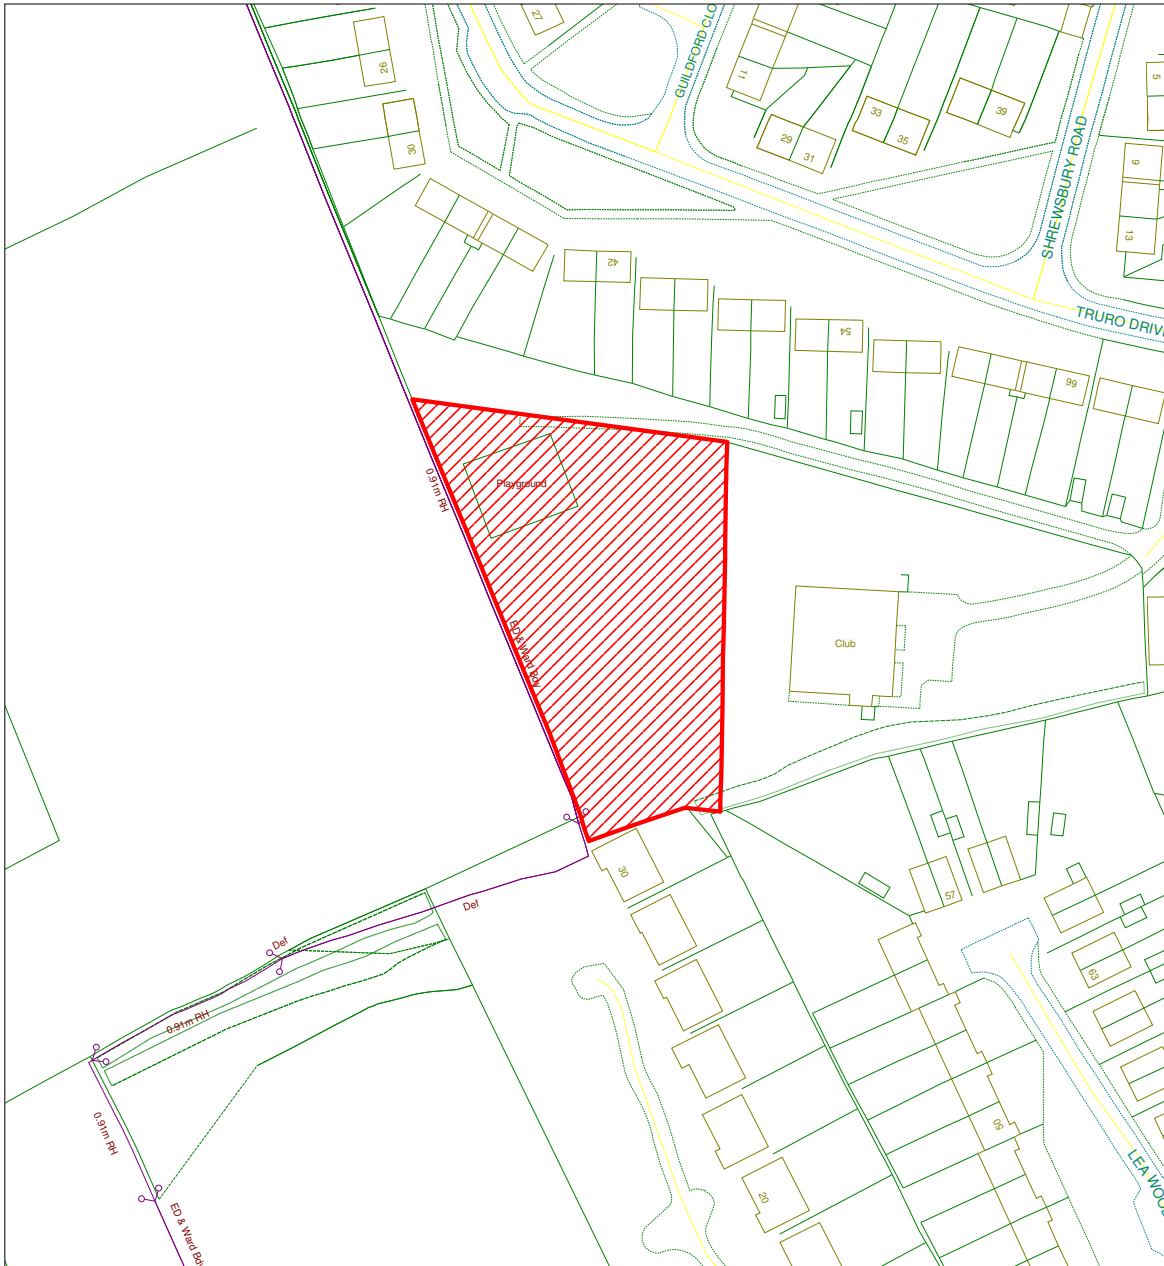 27
GUILDFORD CLO
26
11
5
39
33
35
29
31
30
9
SHREWSBURY ROAD
13
42
TRURO DRIVE
54
66
0.91m RH
Playground
ED & Ward Bdy
Club
30
57
Def
Def
63
0.91m RH
50
0.91m RH
20
LEA WOO
ED & Ward Bdy